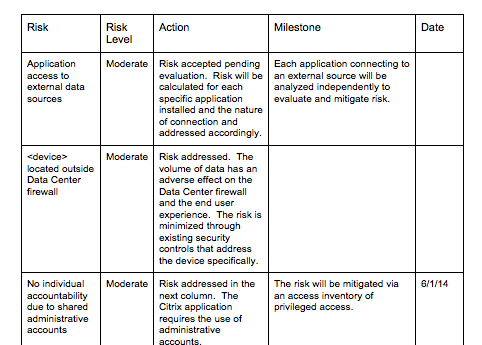 Risk
Risk
Level
Action
Milestone
Date
Application
access to
external data
sources
Moderate
Risk accepted pending
evaluation.  Risk will be
calculated for each
specific application
installed and the nature
of connection and
addressed accordingly.
Each application connecting to
an external source will be
analyzed independently to
evaluate and mitigate risk.
<device>
located outside
Data Center
firewall
Moderate
Risk addressed.  The
volume of data has an
adverse effect on the
Data Center firewall
and the end user
experience.  The risk is
minimized through
existing security
controls that address
the device specifically.
No individual
accountability
due to shared
administrative
accounts
Moderate
Risk addressed in the
next column.  The
Citrix application
requires the use of
administrative
accounts.
The risk will be mitigated via
an access inventory of
privileged access.
6/1/14